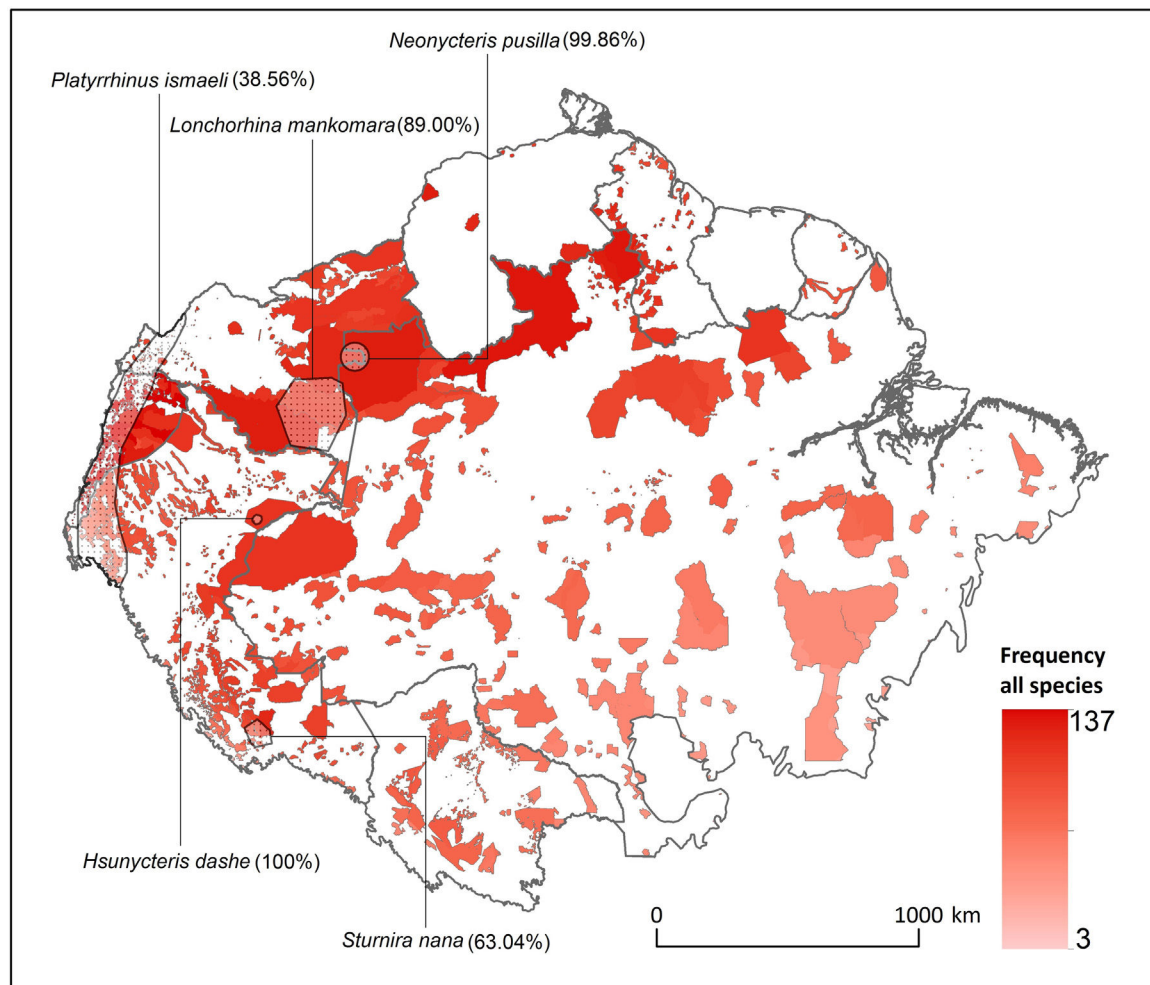 Neonycteris pusilla (99.86%)
Platyrrhinus ismaeli (38.56%)
Lonchorhina mankomara (89.00%)
Frequency
all species
137
3
Hsunycteris dashe (100%)
0 1000 km
Sturnira nana (63.04%)